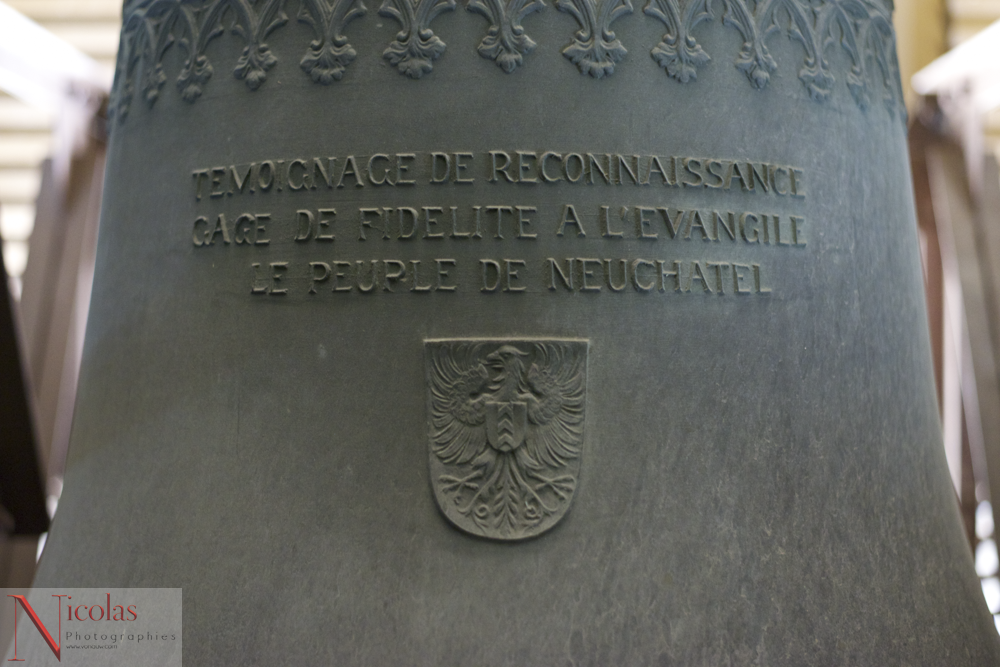 TEMOIGNAGE DE RECONNAISSANCE
GAGE DE FIDELITE A L'EVANGILE
LE PEUPLE DE NEUCHATEL
Nicolas
Photographies